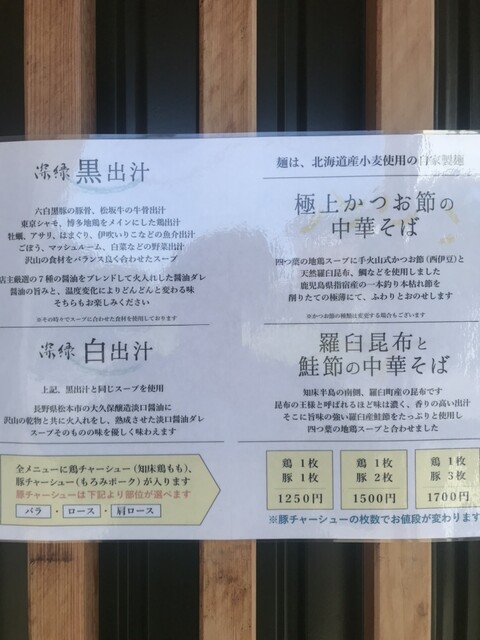 深緑 黒出汁
六白黒豚の豚骨、松坂牛の牛骨出汁
東京シャモ、博多地鶏をメインにした鶏出汁
牡蠣、アサリ、はまぐり、伊吹いりこなどの魚介出汁
ごぼう、マッシュルーム、白菜などの野菜出汁
沢山の食材をバランス良く合わせたスープ
店主厳選の7種の醤油をブレンドして火入れした醤油ダレ
醤油の旨みと、温度変化によりどんどんと変わる味
そちらもお楽しみください
※その時々でスープに合わせた食材を使用しております
深緑 白出汁
上記、黒出汁と同じスープを使用
長野県松本市の大久保醸造淡口醤油に
沢山の乾物と共に火入れをし、熟成させた淡口醤油ダレ
スープそのものの味を優しく味わえます
全メニューに鶏チャーシュー（知床鶏もも）、
豚チャーシュー（もろみポーク）が入ります
豚チャーシューは下記より部位が選べます
バラ ・ ロース ・ 肩ロース
麺は、北海道産小麦使用の自家製麺
極上かつお節の
中華そば
四つ葉の地鶏スープに手火山式かつお節（西伊豆）と
天然羅臼昆布、鯛などを使用しました
鹿児島県指宿産の一本釣り本枯れ節を
削りたての極薄にて、ふわりとおのせします
※かつお節の種類は変更する場合もございます
羅臼昆布と
鮭節の中華そば
知床半島の南側、羅臼町産の昆布です
昆布の王様と呼ばれるほど味は濃く、香りの高い出汁
そこに旨味の強い羅臼産鮭節をたっぷりと使用し
四つ葉の地鶏スープと合わせました
鶏 1枚
豚 1枚
1250円
鶏 1枚
豚 2枚
1500円
鶏 1枚
豚 3枚
1700円
※豚チャーシューの枚数でお値段が変わります